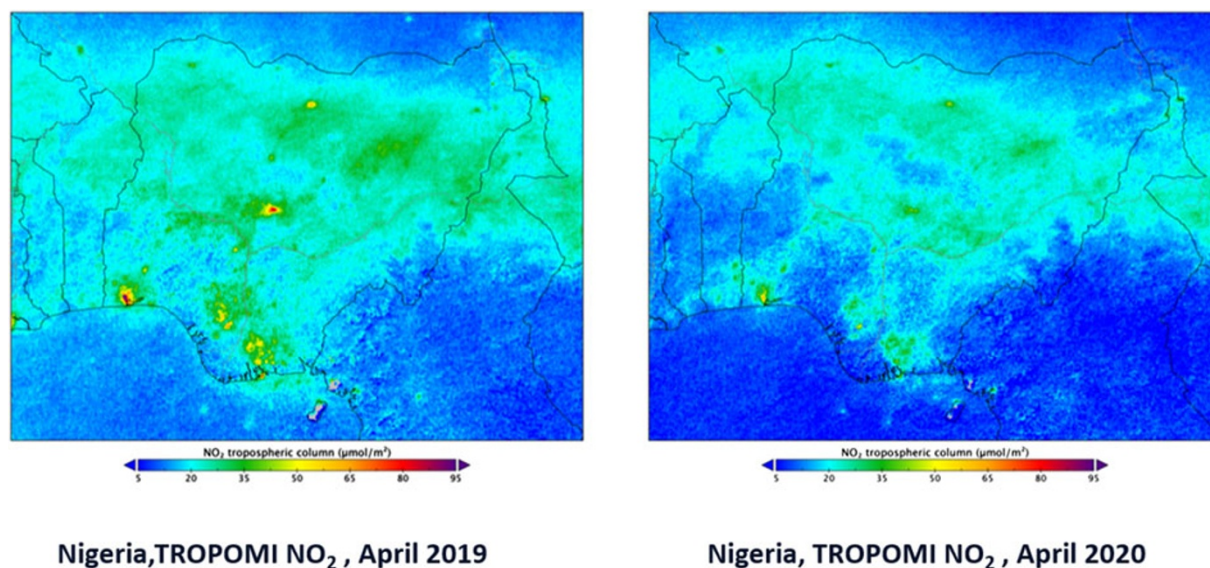 NO₂ tropospheric column (μmol/m²)
5 20 35 50 65 80 95
NO₂ tropospheric column (μmol/m²)
5 20 35 50 65 80 95
Nigeria,TROPOMI NO₂ , April 2019
Nigeria, TROPOMI NO₂ , April 2020